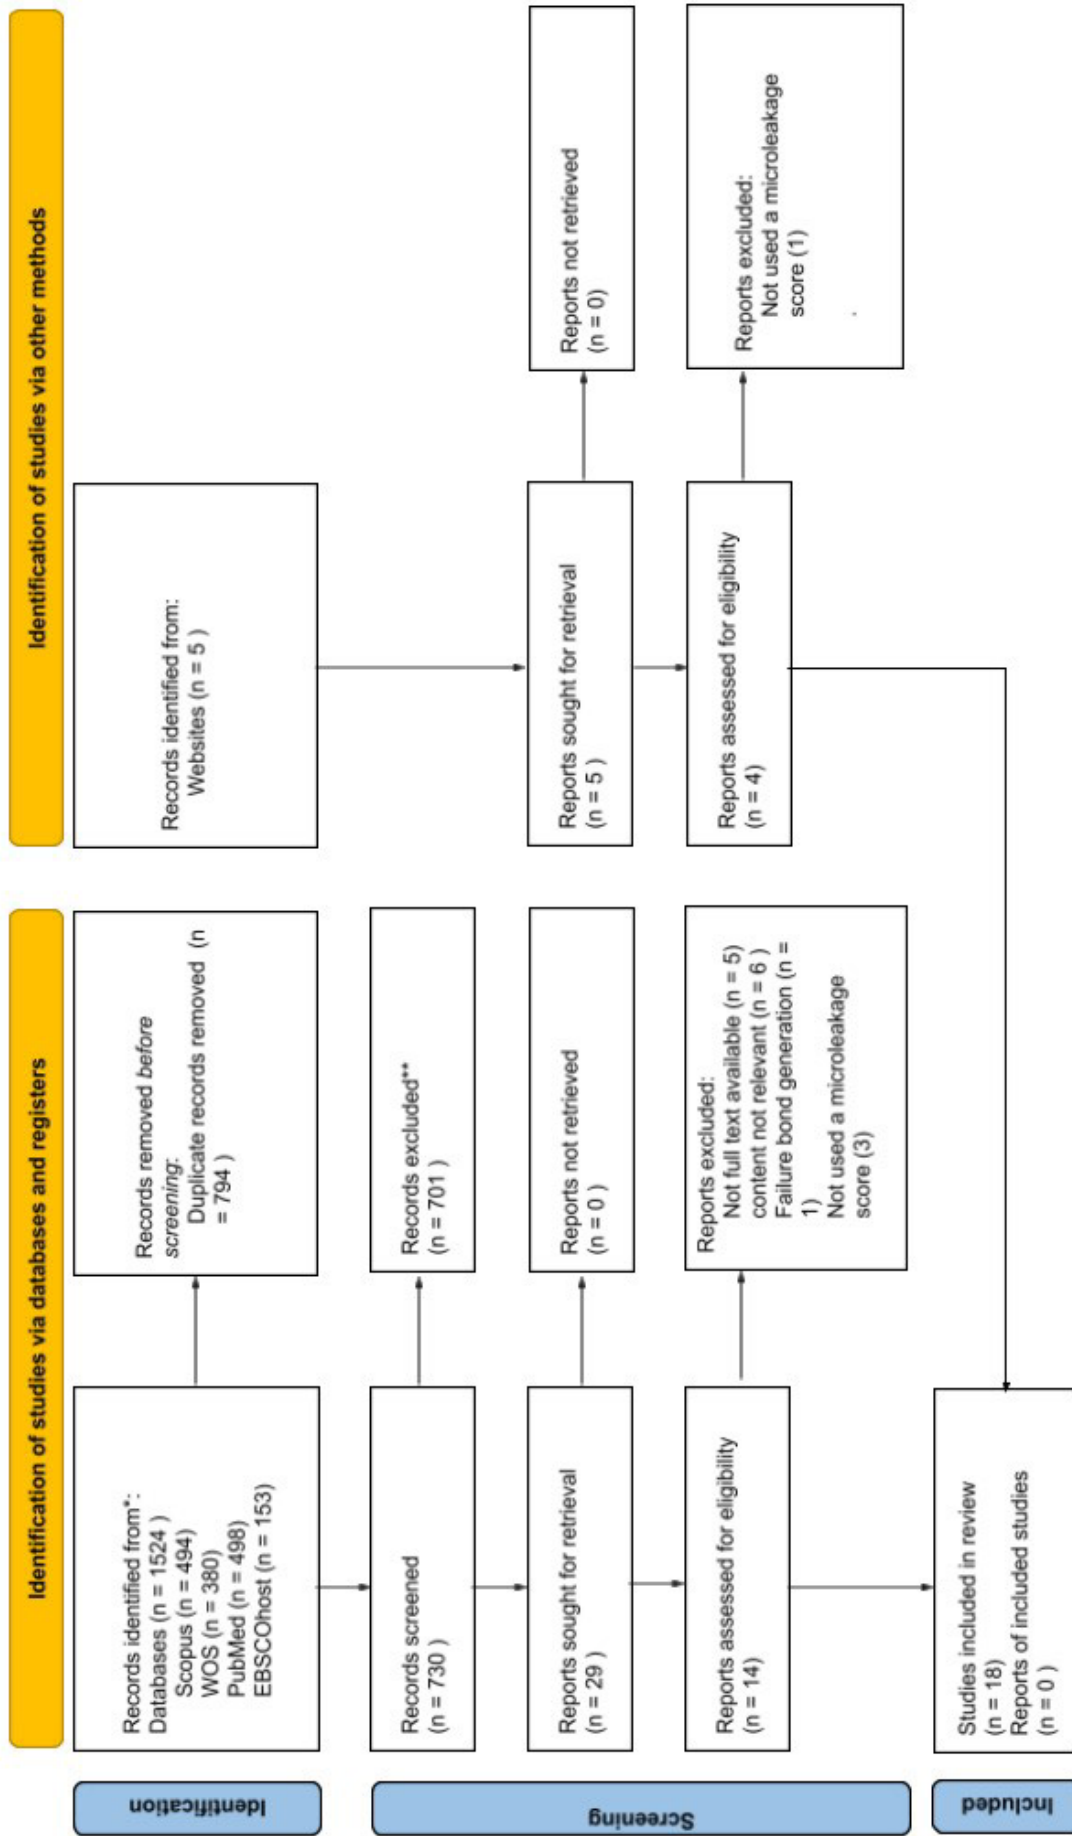 Identification of studies via databases and registers
Identification of studies via other methods
Identification
Records identified from*:
Databases (n = 1524 )
Scopus (n = 494)
WOS (n = 380)
PubMed (n = 498)
EBSCOhost (n = 153)
Records removed before
screening:
Duplicate records removed (n
= 794 )
Records identified from:
Websites (n = 5 )
Screening
Records screened
(n = 730 )
Records excluded**
(n = 701 )
Reports sought for retrieval
(n = 29 )
Reports not retrieved
(n = 0 )
Reports sought for retrieval
(n = 5 )
Reports not retrieved
(n = 0)
Reports assessed for eligibility
(n = 14)
Reports excluded:
Not full text available (n = 5)
content not relevant (n = 6 )
Failure bond generation (n =
1)
Not used a microleakage
score (3)
Reports assessed for eligibility
(n = 4)
Reports excluded:
Not used a microleakage
score (1)
.
Included
Studies included in review
(n = 18)
Reports of included studies
(n = 0 )